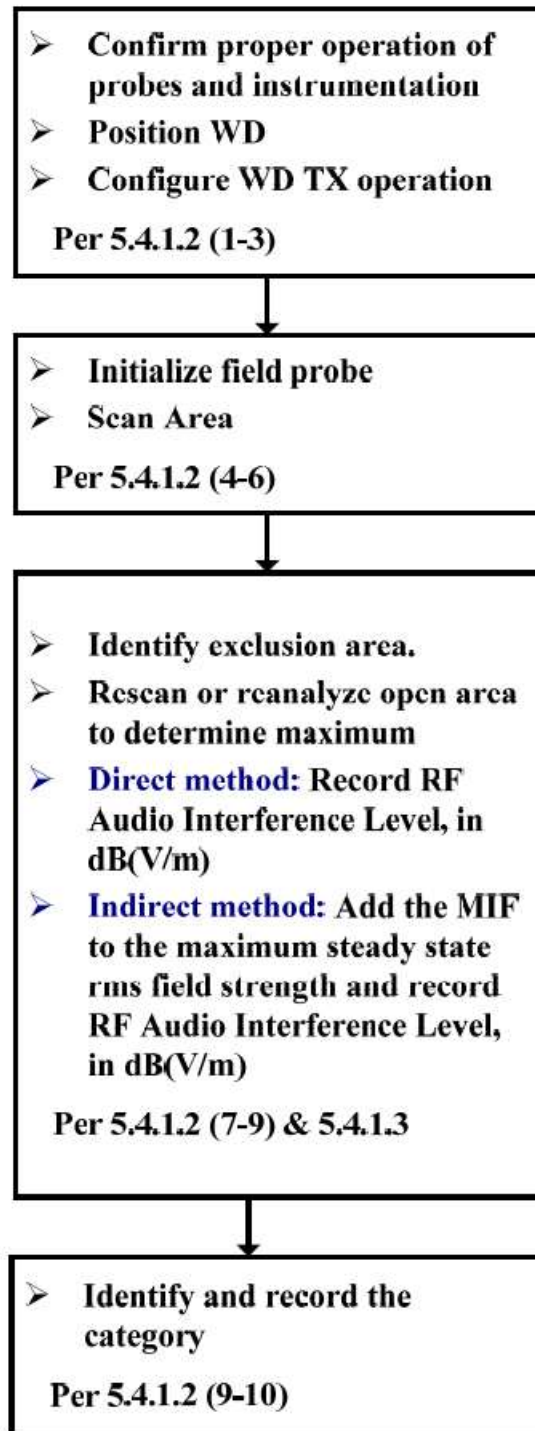 ➢ Confirm proper operation of
probes and instrumentation
➢ Position WD
➢ Configure WD TX operation
Per 5.4.1.2 (1-3)
➢ Initialize field probe
➢ Scan Area
Per 5.4.1.2 (4-6)
➢ Identify exclusion area.
➢ Rescan or reanalyze open area
to determine maximum
➢ Direct method: Record RF
Audio Interference Level, in
dB(V/m)
➢ Indirect method: Add the MIF
to the maximum steady state
rms field strength and record
RF Audio Interference Level,
in dB(V/m)
Per 5.4.1.2 (7-9) & 5.4.1.3
➢ Identify and record the
category
Per 5.4.1.2 (9-10)